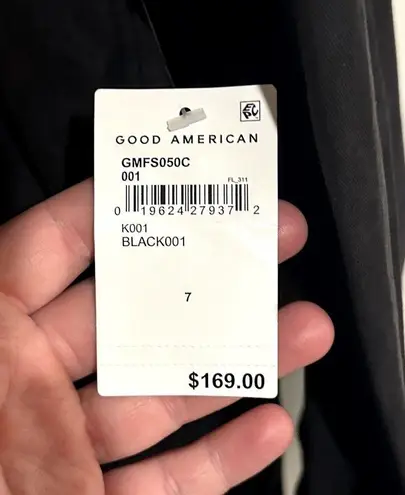 GOOD AMERICAN
GMFS050C
001
FL_311
0 19624 27937 2
K001
BLACK001
7
$169.00